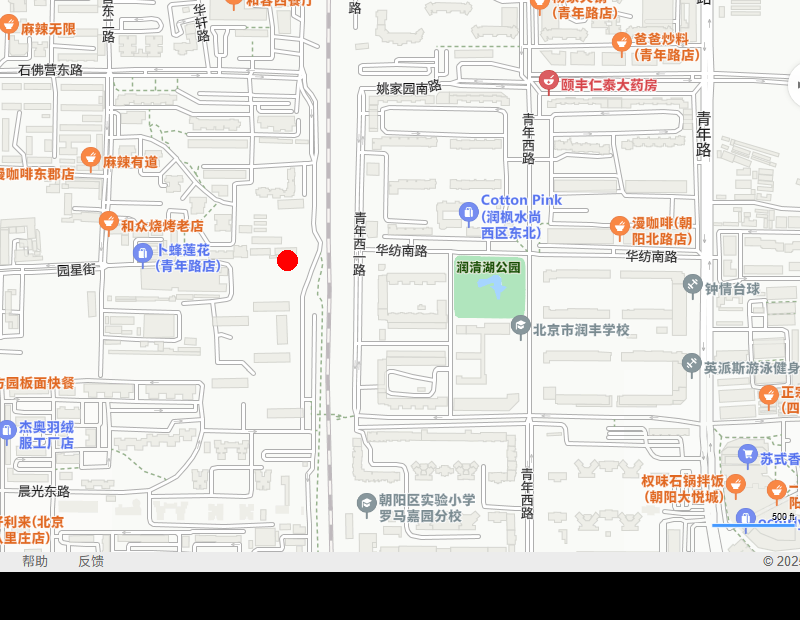 麻辣无限
华轩路
路
(青年路店)
爸爸炒料
(青年路店)
石佛营东路
姚家园南路
颐丰仁泰大药房
青年西路
青年路
麻辣有道
漫咖啡东郡店
和众烧烤老店
卜蜂莲花
(青年路店)
园星街
青年西一路
Cotton Pink
(润枫水尚
西区东北)
漫咖啡(朝
阳北路店)
华纺南路
华纺南路
润清湖公园
钟情台球
北京市润丰学校
英派斯游泳健身
方园板面快餐
正宗
(四
杰奥羽绒
服工厂店
苏式香
晨光东路
青年西路
朝阳区实验小学
罗马嘉园分校
权味石锅拌饭
(朝阳大悦城)
好利来(北京
八里庄店)
500 ft
帮助
反馈
© 202